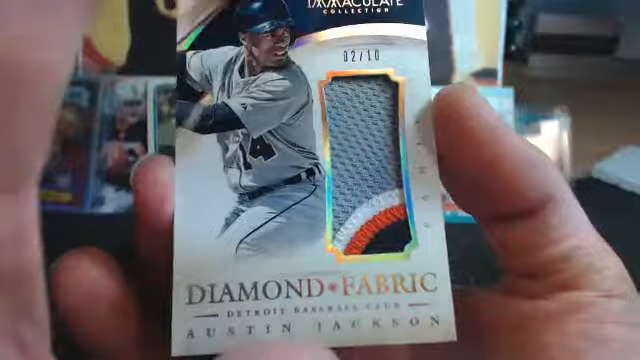 IMMACULATE
COLLECTION
02/10
14
DIAMOND FABRIC
DETROIT BASEBALL CLUB
AUSTIN JACKSON